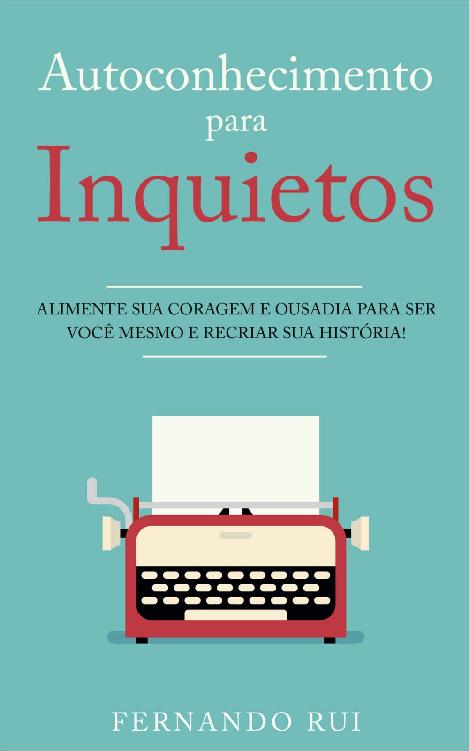 Autoconhecimento
para
Inquietos
ALIMENTE SUA CORAGEM E OUSADIA PARA SER
VOCÊ MESMO E RECRIAR SUA HISTÓRIA!
FERNANDO RUI